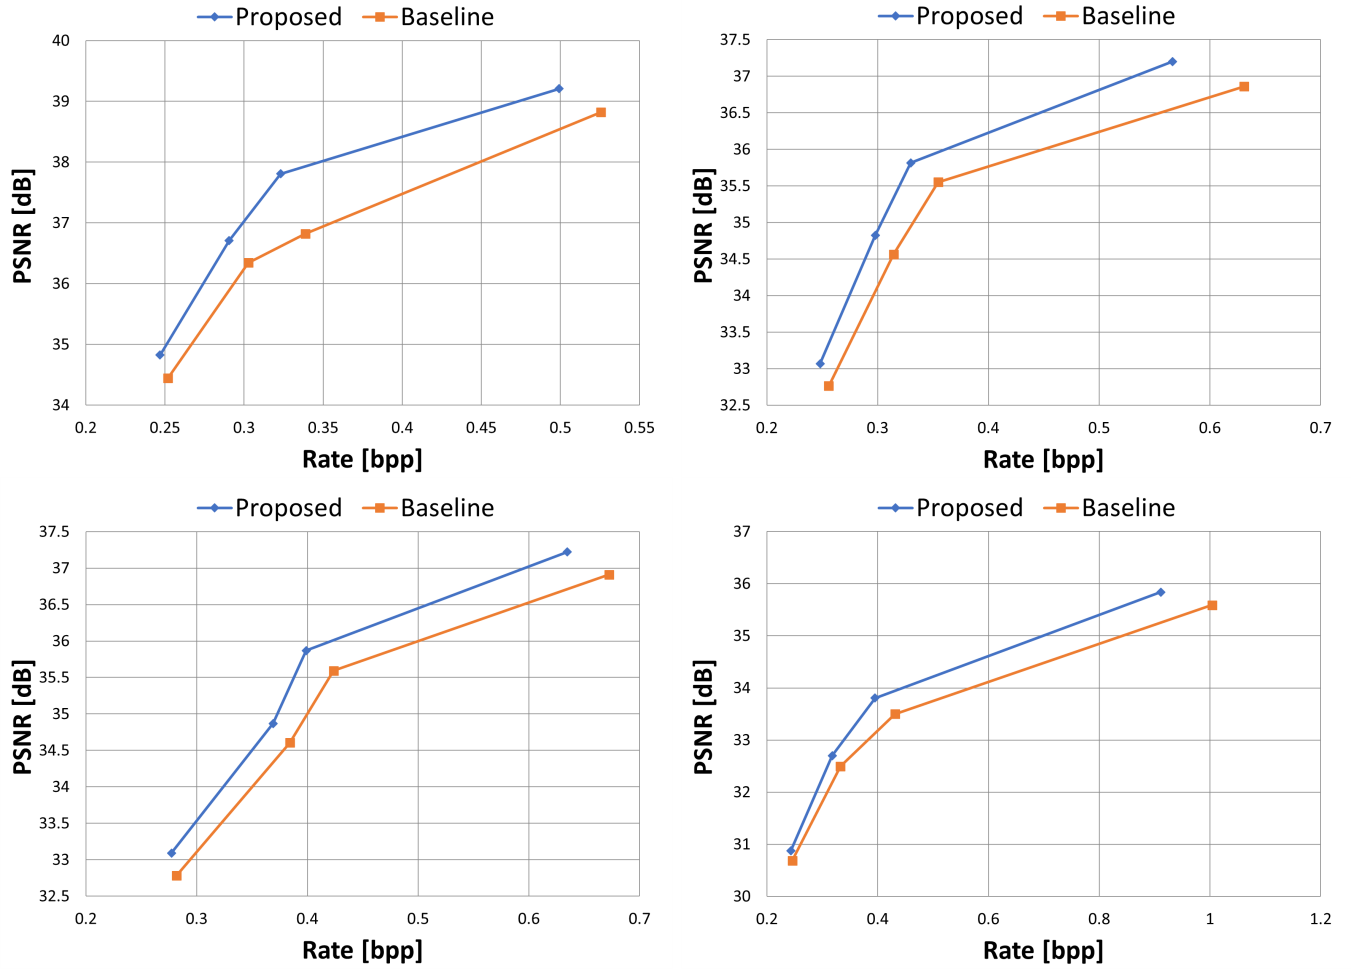 Proposed Baseline
40
39
38
37
36
35
34
PSNR [dB]
0.2 0.25 0.3 0.35 0.4 0.45 0.5 0.55
Rate [bpp]
Proposed Baseline
37.5
37
36.5
36
35.5
35
34.5
34
33.5
33
32.5
PSNR [dB]
0.2 0.3 0.4 0.5 0.6 0.7
Rate [bpp]
Proposed Baseline
37.5
37
36.5
36
35.5
35
34.5
34
33.5
33
32.5
PSNR [dB]
0.2 0.3 0.4 0.5 0.6 0.7
Rate [bpp]
Proposed Baseline
37
36
35
34
33
32
31
30
PSNR [dB]
0.2 0.4 0.6 0.8 1 1.2
Rate [bpp]